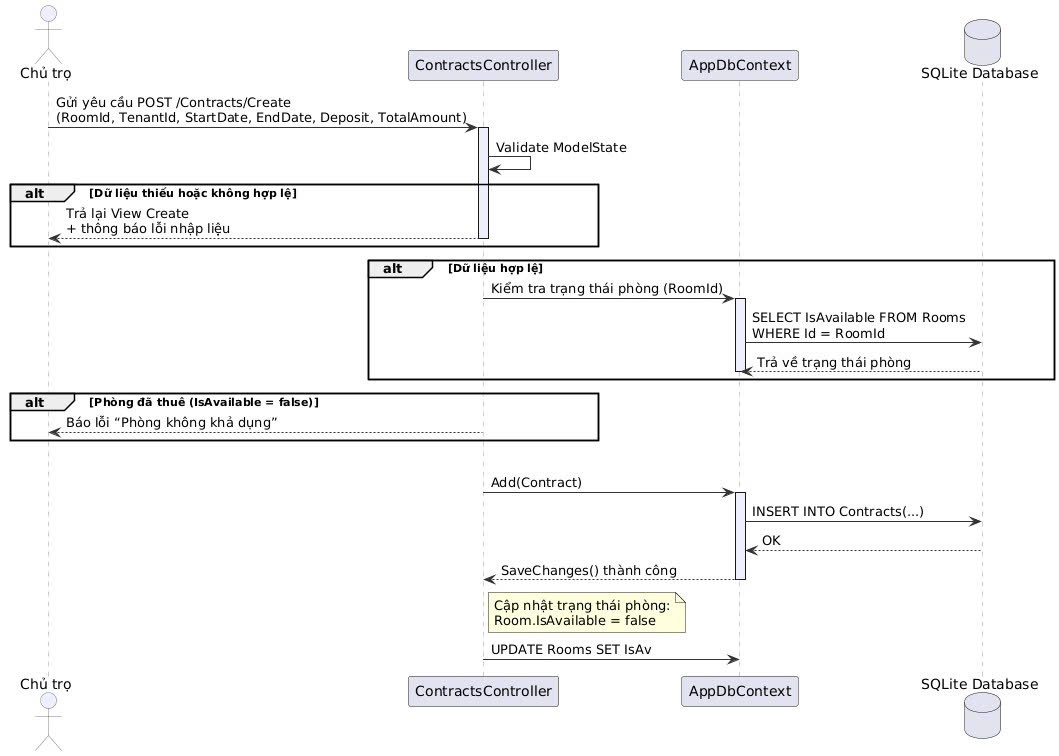 Chủ trọ
ContractsController
AppDbContext
SQLite Database
Gửi yêu cầu POST /Contracts/Create
(RoomId, TenantId, StartDate, EndDate, Deposit, TotalAmount)
Validate ModelState
alt [Dữ liệu thiếu hoặc không hợp lệ]
Trả lại View Create
+ thông báo lỗi nhập liệu
alt [Dữ liệu hợp lệ]
Kiểm tra trạng thái phòng (RoomId)
SELECT IsAvailable FROM Rooms
WHERE Id = RoomId
Trả về trạng thái phòng
alt [Phòng đã thuê (IsAvailable = false)]
Báo lỗi “Phòng không khả dụng”
Add(Contract)
INSERT INTO Contracts(...)
OK
SaveChanges() thành công
Cập nhật trạng thái phòng:
Room.IsAvailable = false
UPDATE Rooms SET IsAv
Chủ trọ
ContractsController
AppDbContext
SQLite Database